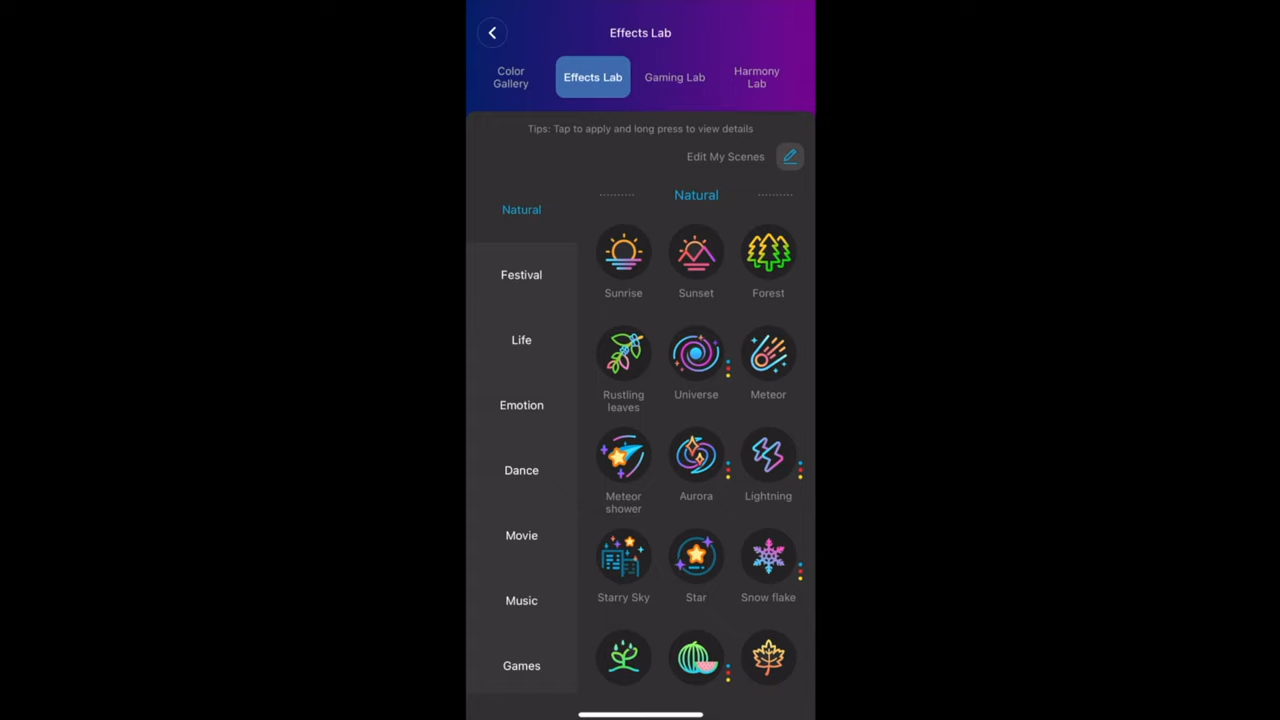 Effects Lab
Color
Gallery
Effects Lab
Gaming Lab
Harmony
Lab
Tips: Tap to apply and long press to view details
Edit My Scenes
Natural
Natural
Festival
Life
Emotion
Dance
Movie
Music
Games
Sunrise
Sunset
Forest
Rustling
leaves
Universe
Meteor
Meteor
shower
Aurora
Lightning
Starry Sky
Star
Snow flake